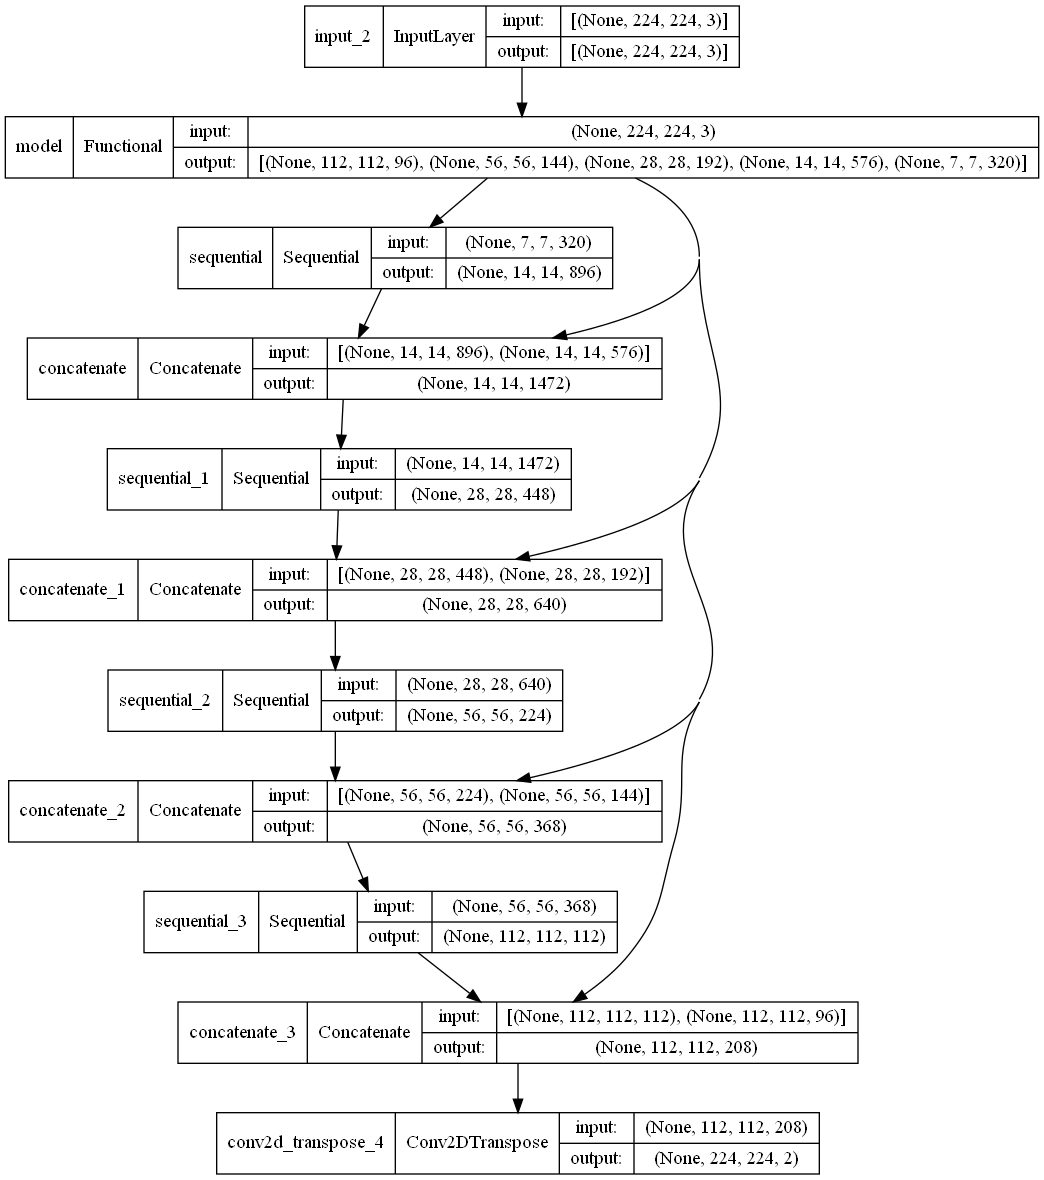 input_2 InputLayer input: [(None, 224, 224, 3)]
output: [(None, 224, 224, 3)]
model Functional input: (None, 224, 224, 3)
output: [(None, 112, 112, 96), (None, 56, 56, 144), (None, 28, 28, 192), (None, 14, 14, 576), (None, 7, 7, 320)]
sequential Sequential input: (None, 7, 7, 320)
output: (None, 14, 14, 896)
concatenate Concatenate input: [(None, 14, 14, 896), (None, 14, 14, 576)]
output: (None, 14, 14, 1472)
sequential_1 Sequential input: (None, 14, 14, 1472)
output: (None, 28, 28, 448)
concatenate_1 Concatenate input: [(None, 28, 28, 448), (None, 28, 28, 192)]
output: (None, 28, 28, 640)
sequential_2 Sequential input: (None, 28, 28, 640)
output: (None, 56, 56, 224)
concatenate_2 Concatenate input: [(None, 56, 56, 224), (None, 56, 56, 144)]
output: (None, 56, 56, 368)
sequential_3 Sequential input: (None, 56, 56, 368)
output: (None, 112, 112, 112)
concatenate_3 Concatenate input: [(None, 112, 112, 112), (None, 112, 112, 96)]
output: (None, 112, 112, 208)
conv2d_transpose_4 Conv2DTranspose input: (None, 112, 112, 208)
output: (None, 224, 224, 2)